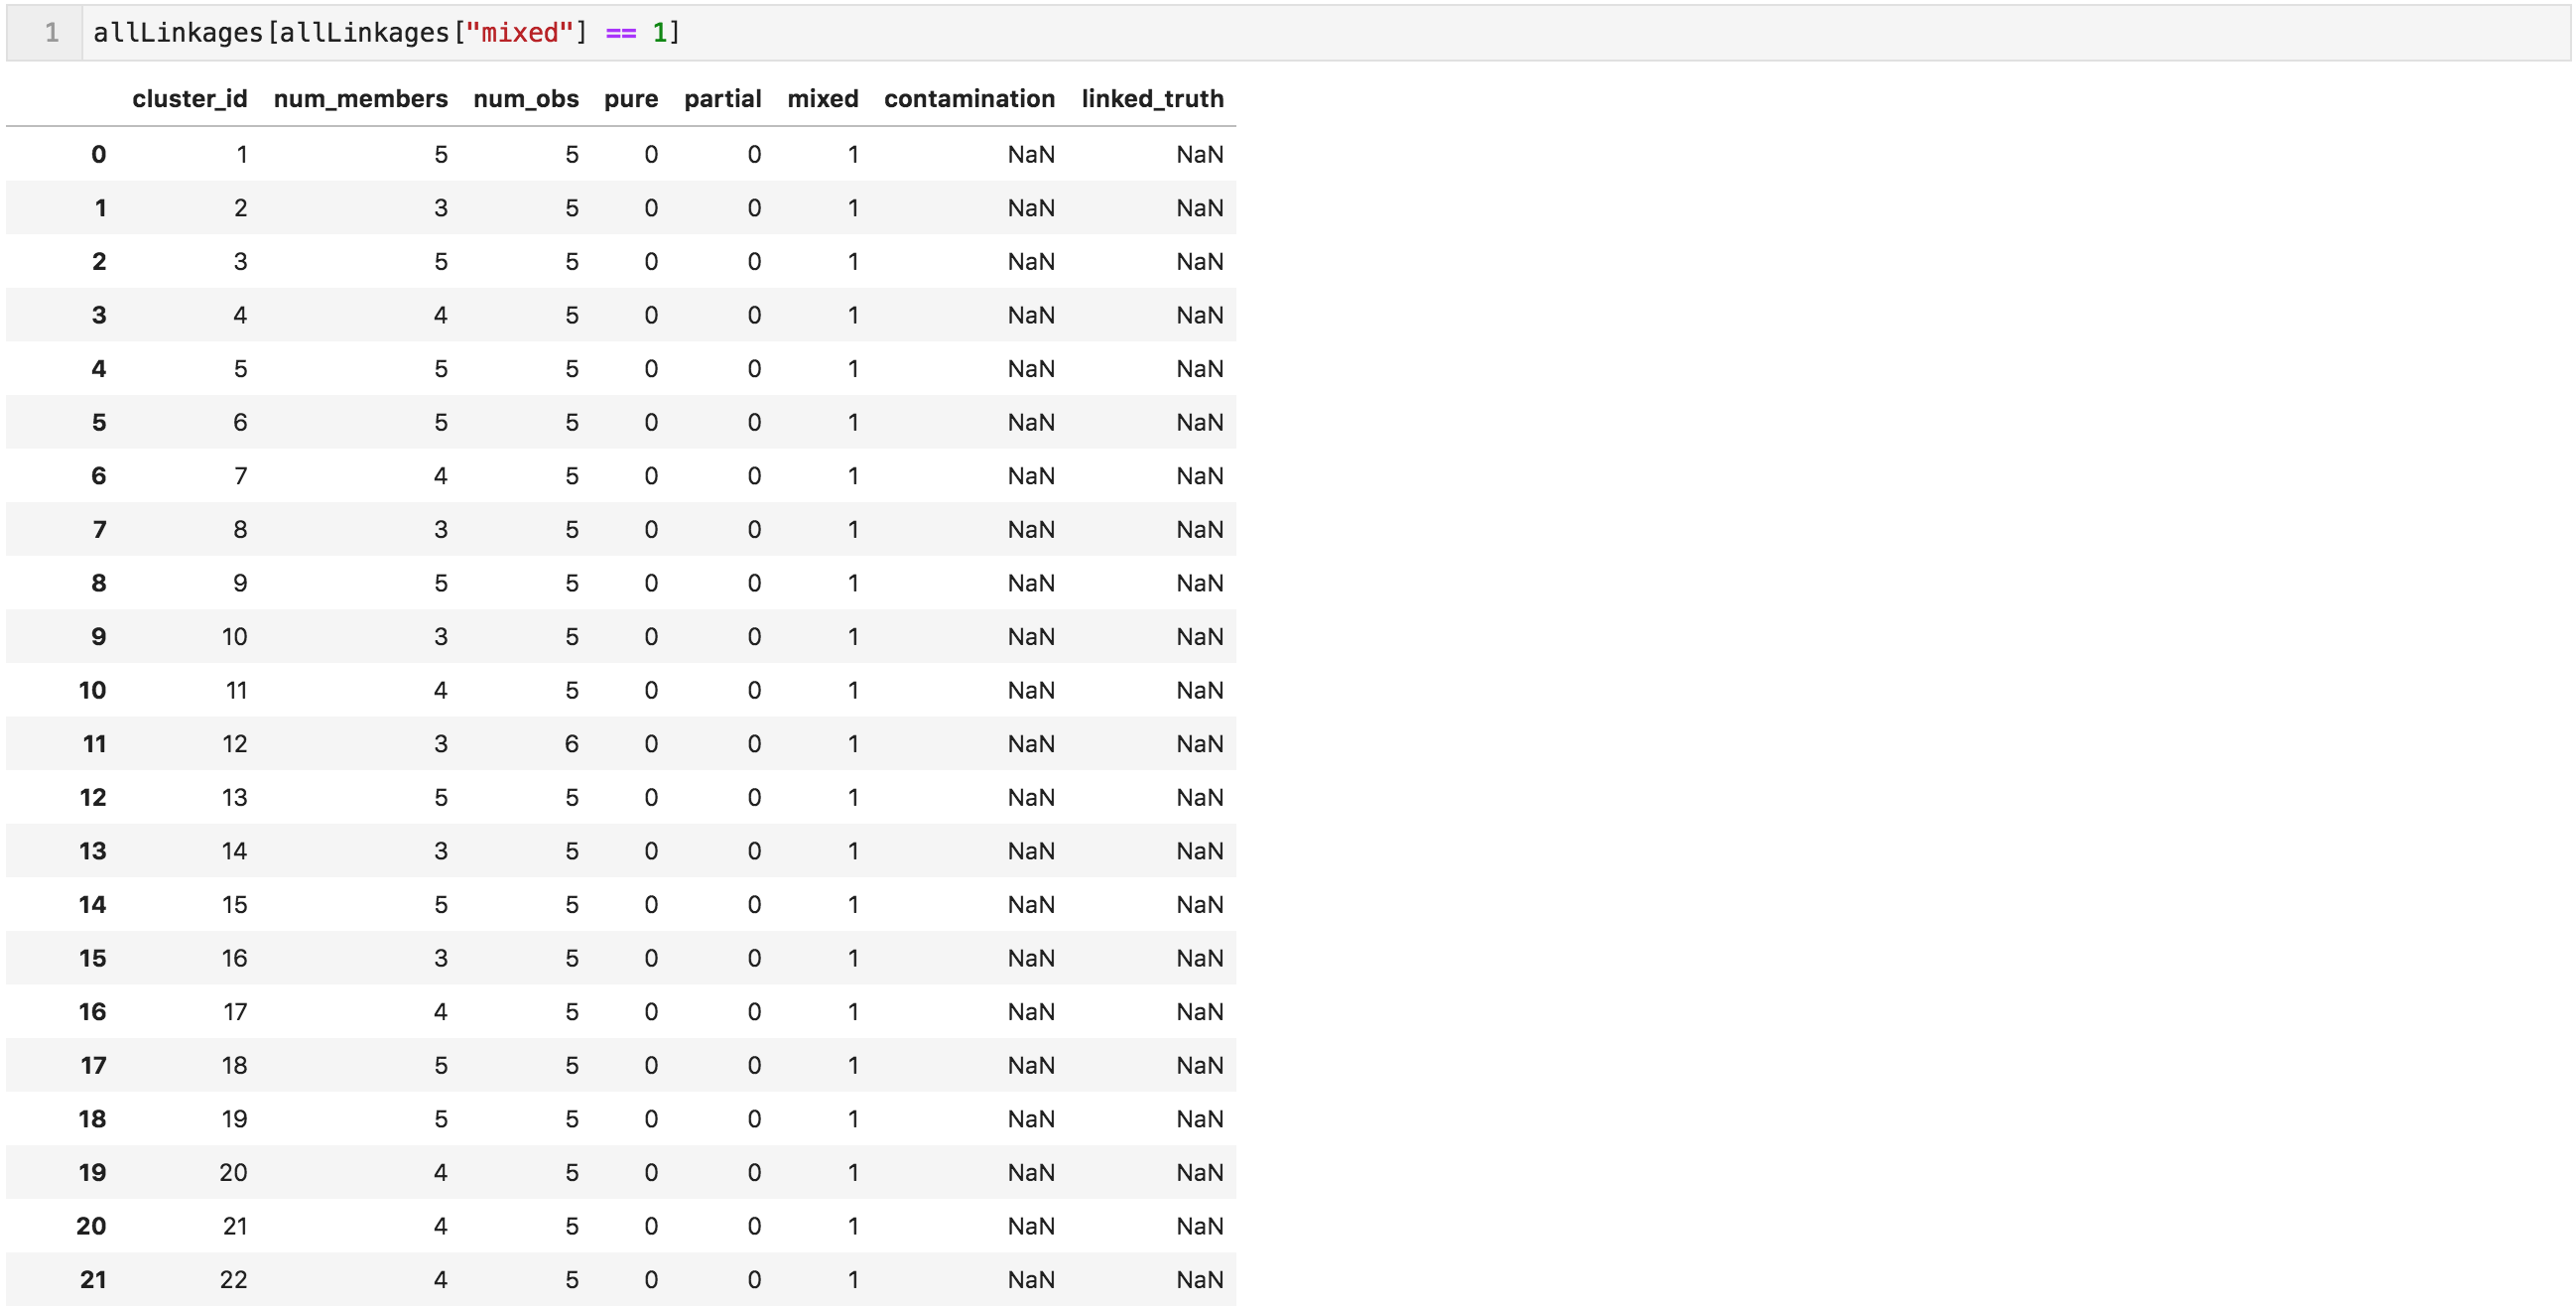 1 allLinkages[allLinkages["mixed"] == 1]
cluster_id num_members num_obs pure partial mixed contamination linked_truth
0 1 5 5 0 0 1 NaN NaN
1 2 3 5 0 0 1 NaN NaN
2 3 5 5 0 0 1 NaN NaN
3 4 4 5 0 0 1 NaN NaN
4 5 5 5 0 0 1 NaN NaN
5 6 5 5 0 0 1 NaN NaN
6 7 4 5 0 0 1 NaN NaN
7 8 3 5 0 0 1 NaN NaN
8 9 5 5 0 0 1 NaN NaN
9 10 3 5 0 0 1 NaN NaN
10 11 4 5 0 0 1 NaN NaN
11 12 3 6 0 0 1 NaN NaN
12 13 5 5 0 0 1 NaN NaN
13 14 3 5 0 0 1 NaN NaN
14 15 5 5 0 0 1 NaN NaN
15 16 3 5 0 0 1 NaN NaN
16 17 4 5 0 0 1 NaN NaN
17 18 5 5 0 0 1 NaN NaN
18 19 5 5 0 0 1 NaN NaN
19 20 4 5 0 0 1 NaN NaN
20 21 4 5 0 0 1 NaN NaN
21 22 4 5 0 0 1 NaN NaN